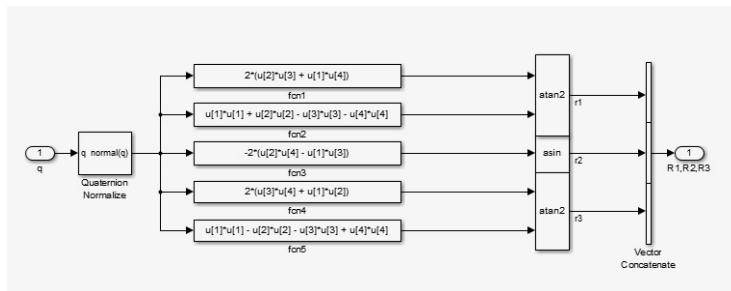 2*(u[2]*u[3] + u[1]*u[4])
fcn1
atan2
r1
u[1]*u[1] + u[2]*u[2] - u[3]*u[3] - u[4]*u[4]
fcn2
1
q
q normal(q)
Quaternion
Normalize
-2*(u[2]*u[4] - u[1]*u[3])
fcn3
asin
r2
1
R1,R2,R3
2*(u[3]*u[4] + u[1]*u[2])
fcn4
atan2
r3
u[1]*u[1] - u[2]*u[2] - u[3]*u[3] + u[4]*u[4]
fcn5
Vector
Concatenate